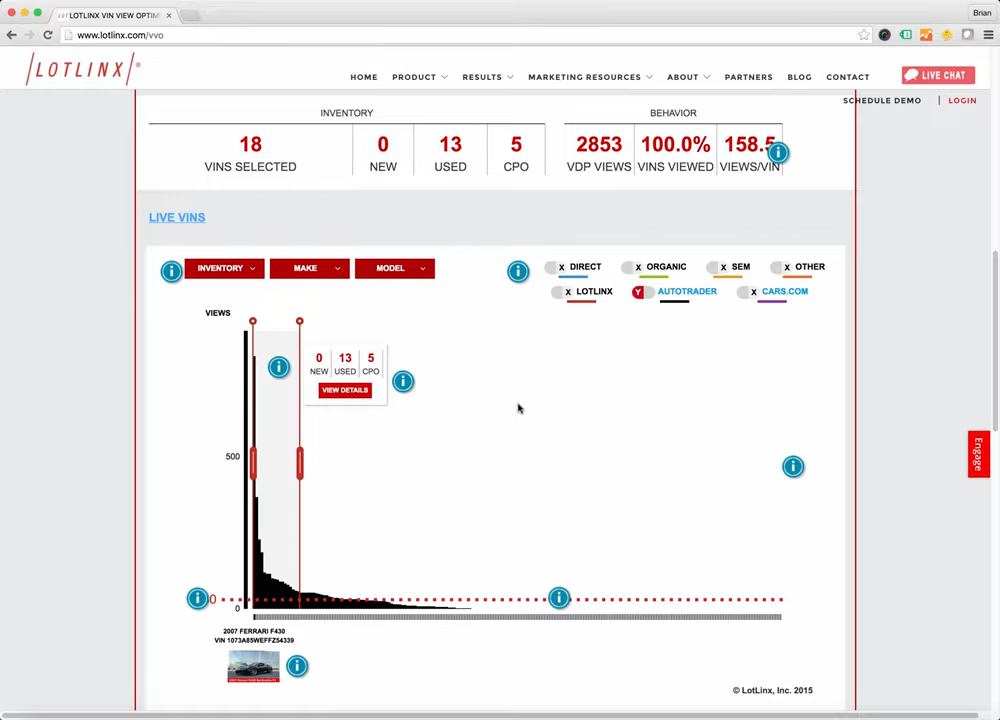 LOTLINX VIN VIEW OPTIM
Brian
www.lotlinx.com/vvo
LOTLINX
HOME PRODUCT RESULTS MARKETING RESOURCES ABOUT PARTNERS BLOG CONTACT
LIVE CHAT
SCHEDULE DEMO | LOGIN
INVENTORY BEHAVIOR
18 0 13 5 2853 100.0% 158.5
VINS SELECTED NEW USED CPO VDP VIEWS VINS VIEWED VIEWS/VIN
LIVE VINS
INVENTORY MAKE MODEL
X DIRECT X ORGANIC X SEM X OTHER
X LOTLINX Y AUTOTRADER X CARS.COM
VIEWS
0 13 5
NEW USED CPO
VIEW DETAILS
500
Engage
0
0
2007 FERRARI F430
VIN 1073A85WEFFZ54339
© LotLinx, Inc. 2015